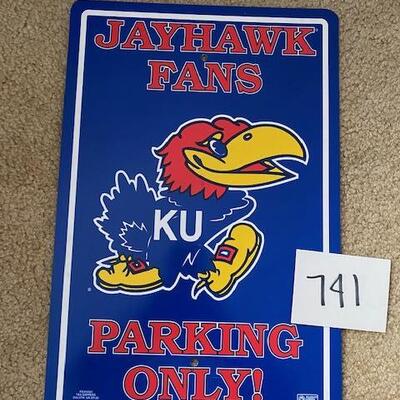 JAYHAWK
FANS
KU
741
PARKING
ONLY!